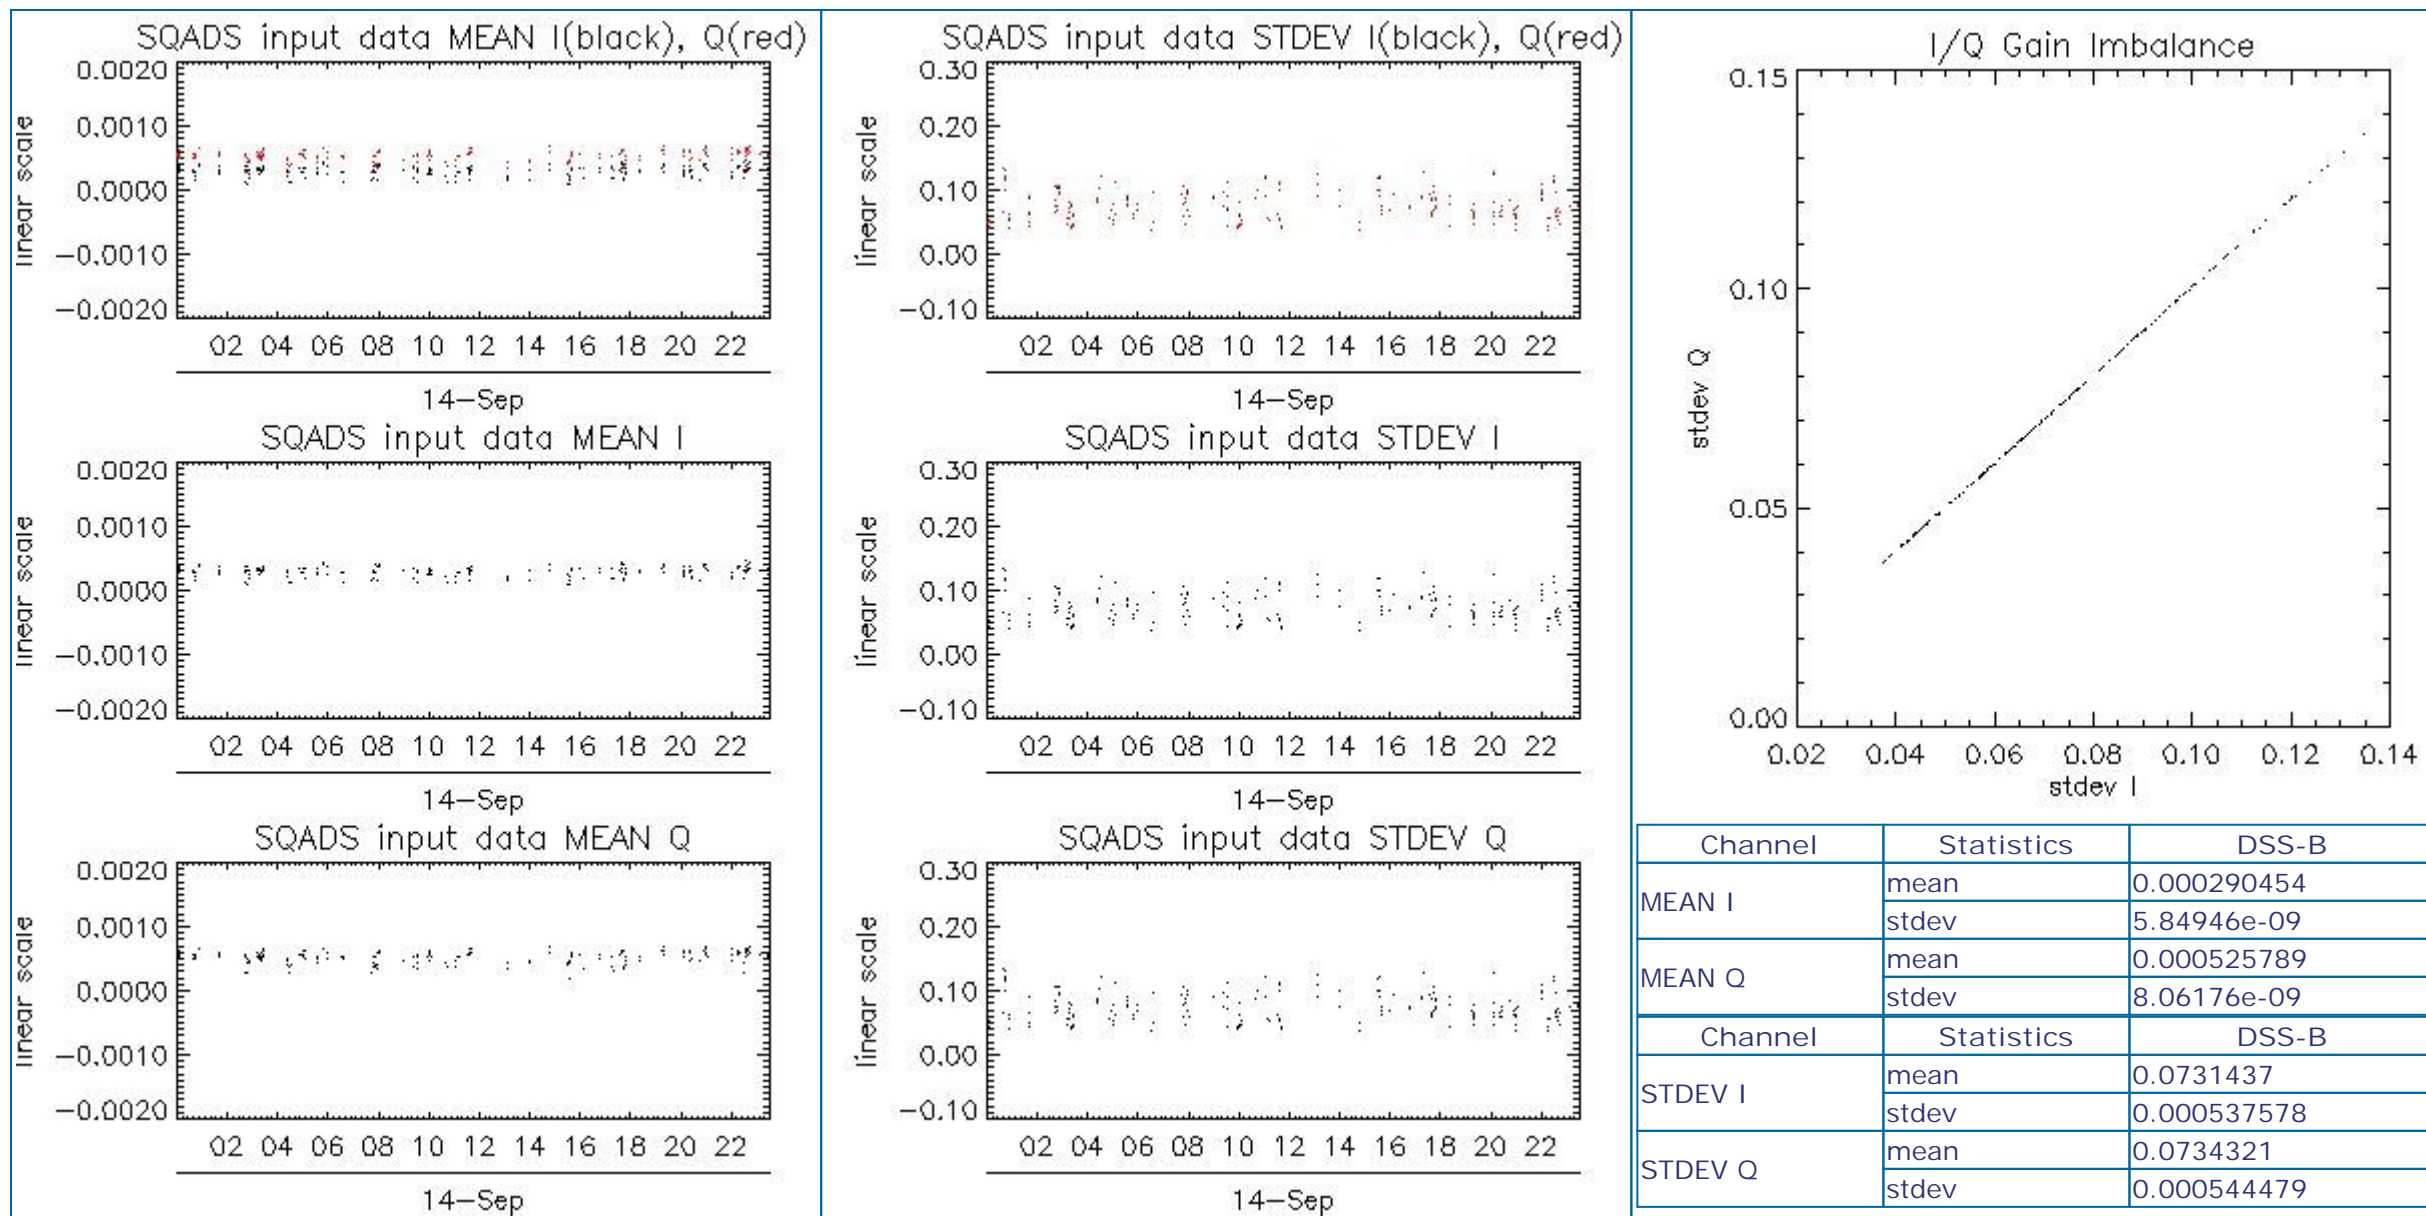 SQADS input data MEAN I(black), Q(red)
0.0020
0.0010
0.0000
−0.0010
−0.0020
linear scale
02 04 06 08 10 12 14 16 18 20 22
14−Sep
SQADS input data MEAN I
0.0020
0.0010
0.0000
−0.0010
−0.0020
linear scale
02 04 06 08 10 12 14 16 18 20 22
14−Sep
SQADS input data MEAN Q
0.0020
0.0010
0.0000
−0.0010
−0.0020
linear scale
02 04 06 08 10 12 14 16 18 20 22
14−Sep
SQADS input data STDEV I(black), Q(red)
0.30
0.20
0.10
0.00
−0.10
linear scale
02 04 06 08 10 12 14 16 18 20 22
14−Sep
SQADS input data STDEV I
0.30
0.20
0.10
0.00
−0.10
linear scale
02 04 06 08 10 12 14 16 18 20 22
14−Sep
SQADS input data STDEV Q
0.30
0.20
0.10
0.00
−0.10
linear scale
02 04 06 08 10 12 14 16 18 20 22
14−Sep
I/Q Gain Imbalance
0.15
0.10
0.05
0.00
stdev Q
0.02 0.04 0.06 0.08 0.10 0.12 0.14
stdev I
Channel Statistics DSS-B
MEAN I mean 0.000290454
stdev 5.84946e-09
MEAN Q mean 0.000525789
stdev 8.06176e-09
Channel Statistics DSS-B
STDEV I mean 0.0731437
stdev 0.000537578
STDEV Q mean 0.0734321
stdev 0.000544479